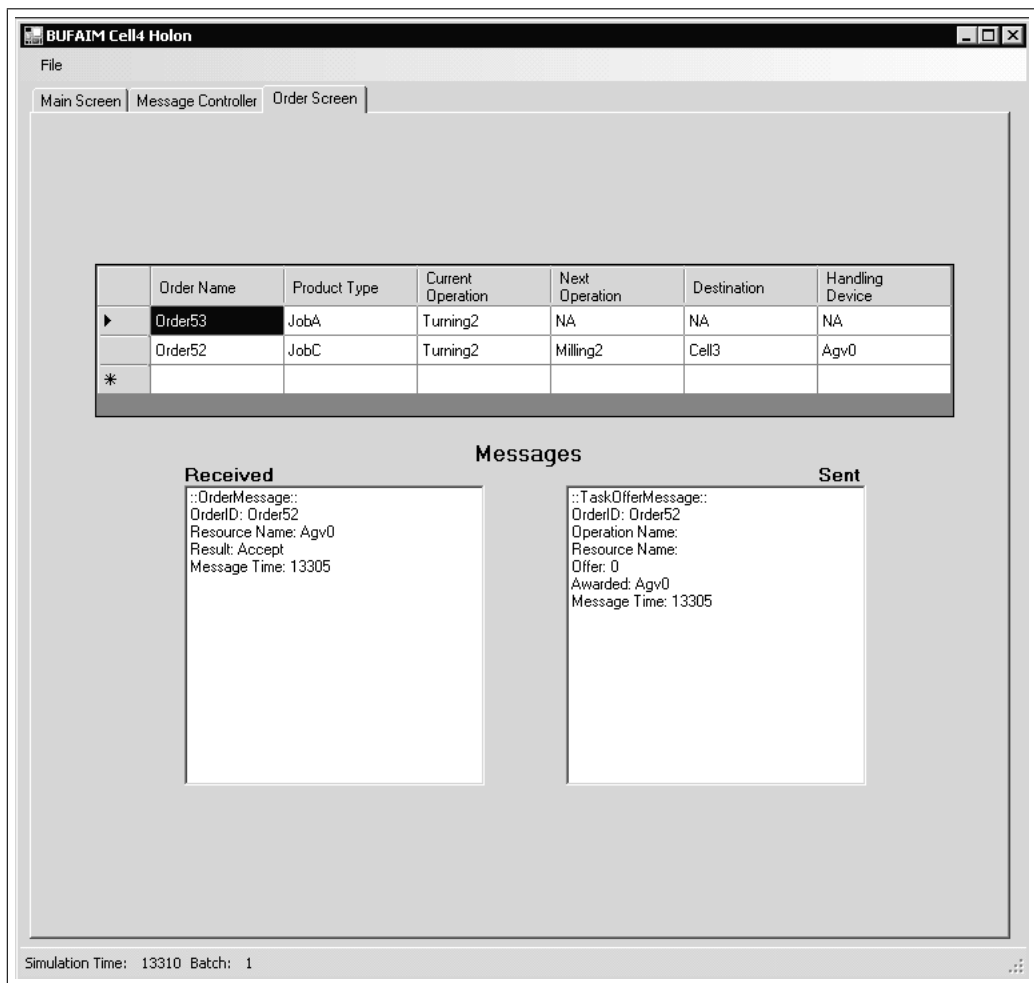 BUFAIM Cell4 Holon
File
Main Screen Message Controller Order Screen
Order Name Product Type Current Operation Next Operation Destination Handling Device
Order53 JobA Turning2 NA NA NA
Order52 JobC Turning2 Milling2 Cell3 Agv0
Messages
Received
::OrderMessage::
OrderID: Order52
Resource Name: Agv0
Result: Accept
Message Time: 13305
Sent
::TaskOfferMessage::
OrderID: Order52
Operation Name:
Resource Name:
Offer: 0
Awarded: Agv0
Message Time: 13305
Simulation Time: 13310 Batch: 1